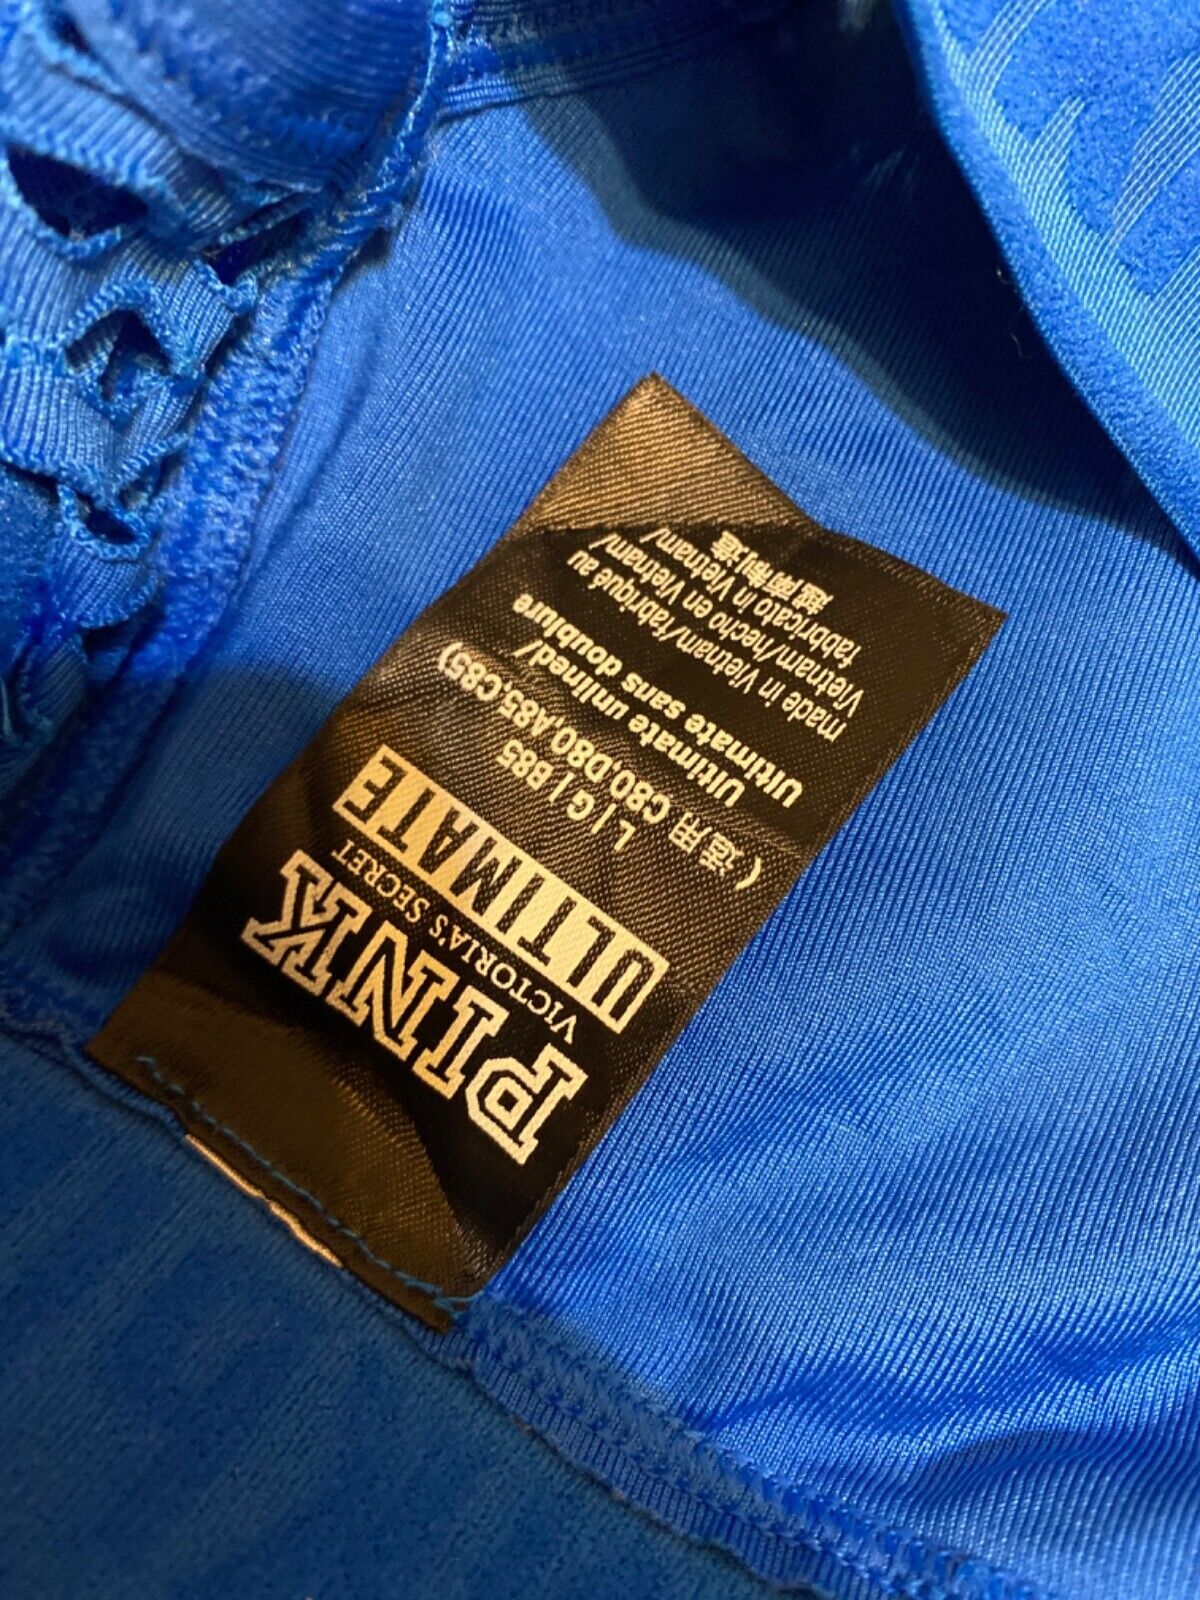 PINK
VICTORIA'S SECRET
ULTIMATE
L | G | B85
(适用 C80,D80,A85,C85)
Ultimate unlined/
Ultimate sans doublure
made in Vietnam/fabriqué au
Vietnam/hecho en Vietnam/
fabbricato in Vietnam/
越南制造